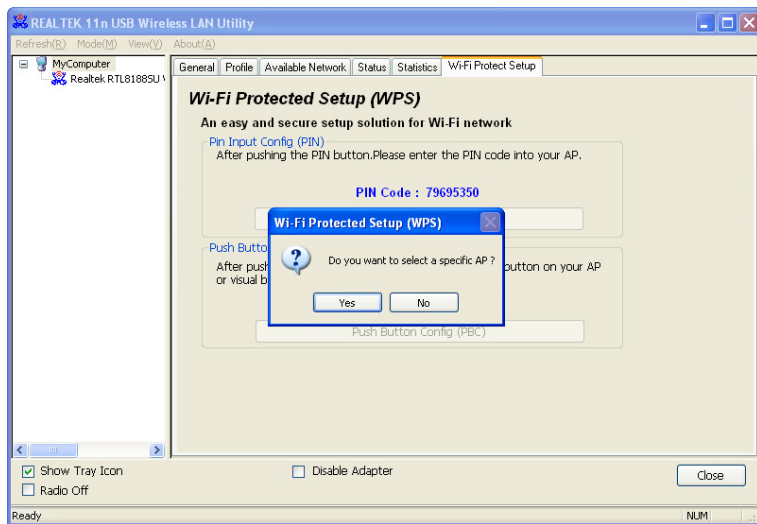 REALTEK 11n USB Wireless LAN Utility
Refresh(R) Mode(M) View(V) About(A)
MyComputer
Realtek RTL8188SU
General Profile Available Network Status Statistics Wi-Fi Protect Setup
Wi-Fi Protected Setup (WPS)
An easy and secure setup solution for Wi-Fi network
Pin Input Config (PIN)
After pushing the PIN button.Please enter the PIN code into your AP.
PIN Code : 79695350
Wi-Fi Protected Setup (WPS)
Do you want to select a specific AP ?
Yes No
Push Butto
After push button on your AP
or visual b
Push Button Config (PBC)
Show Tray Icon
Radio Off
Disable Adapter
Close
Ready NUM